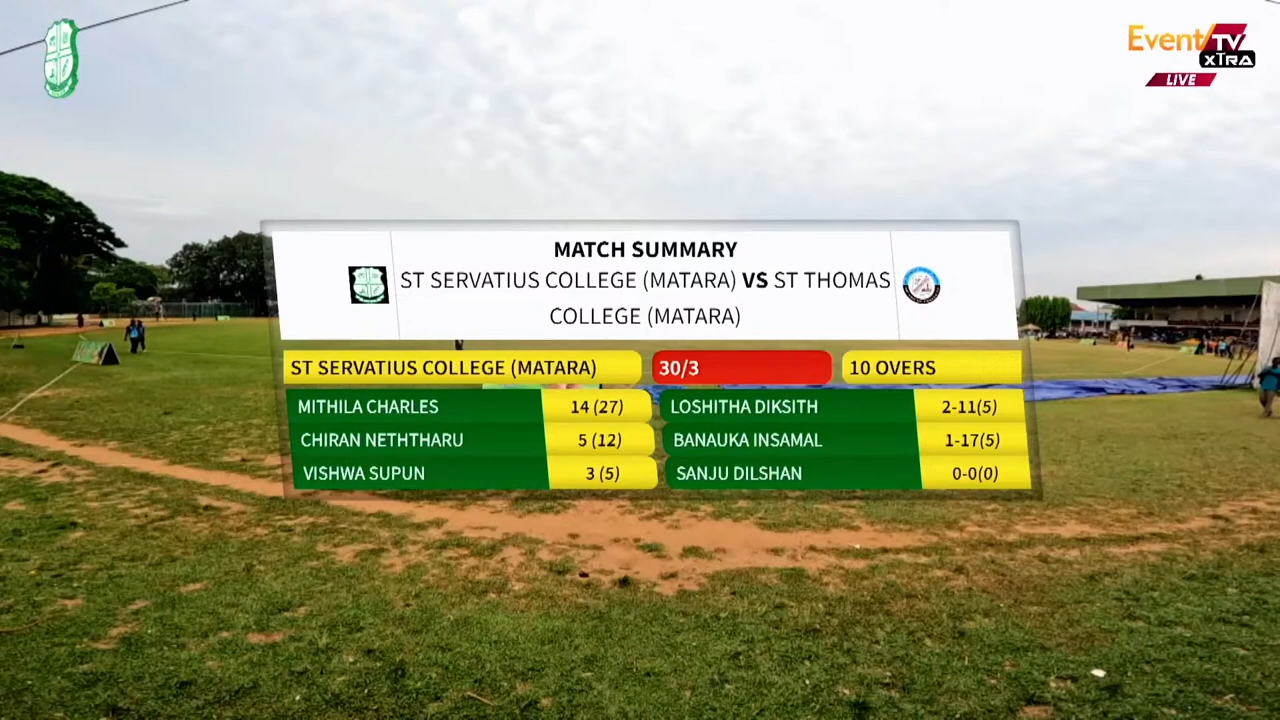 Event TV
XTRA
LIVE
MATCH SUMMARY
ST SERVATIUS COLLEGE (MATARA) VS ST THOMAS
COLLEGE (MATARA)
ST SERVATIUS COLLEGE (MATARA) 30/3 10 OVERS
MITHILA CHARLES 14 (27) LOSHITHA DIKSITH 2-11(5)
CHIRAN NETHTHARU 5 (12) BANAUKA INSAMAL 1-17(5)
VISHWA SUPUN 3 (5) SANJU DILSHAN 0-0(0)